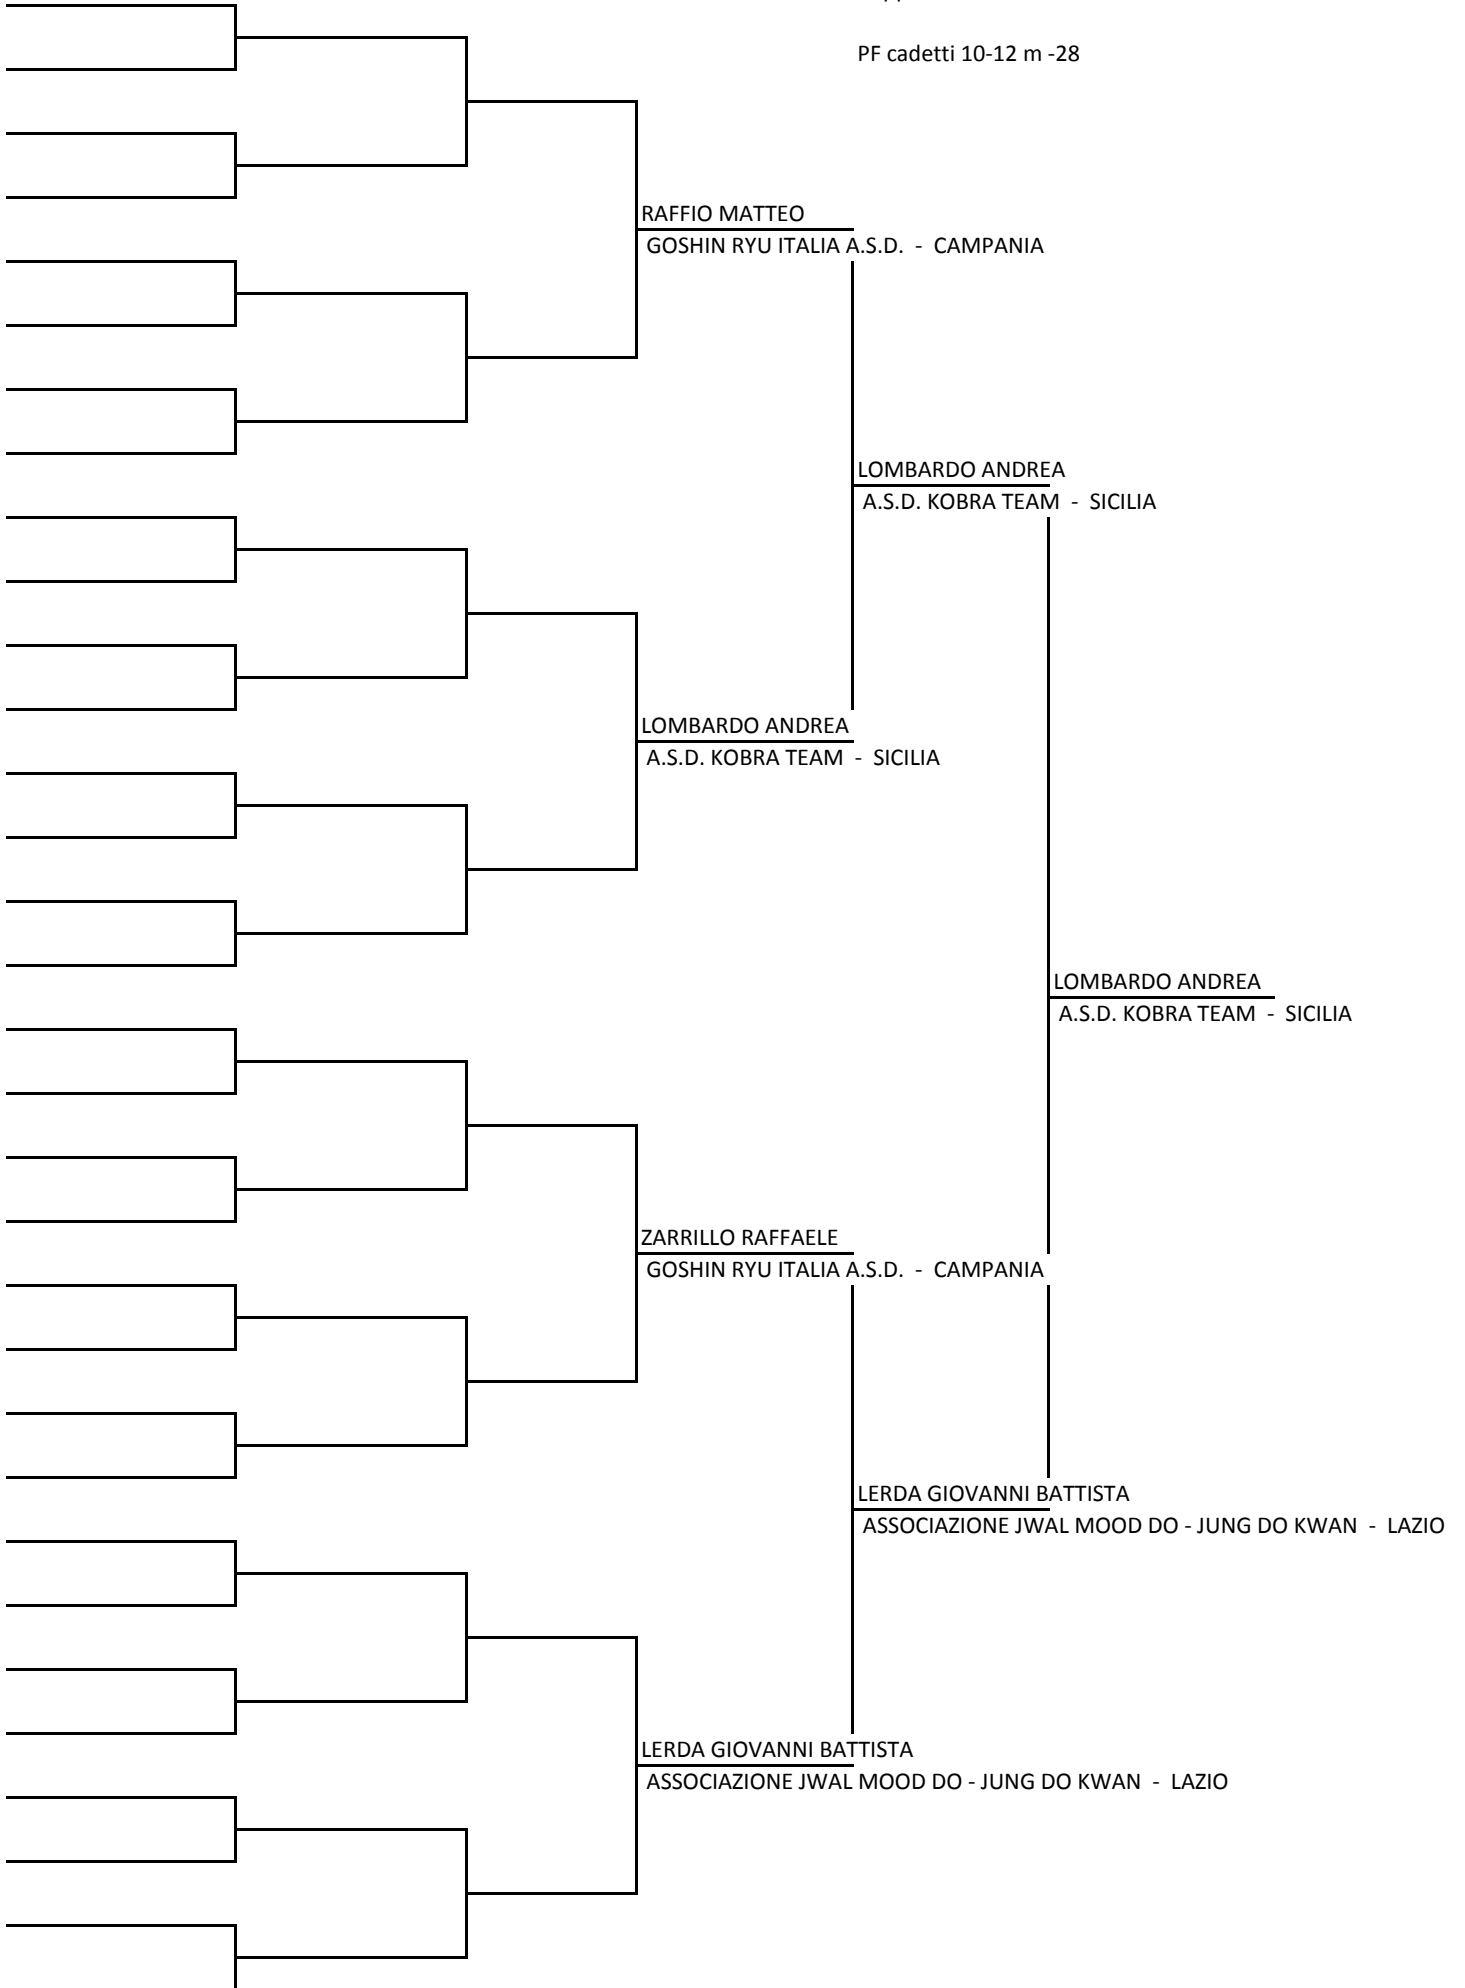 PF cadetti 10-12 m -28
RAFFIO MATTEO
GOSHIN RYU ITALIA A.S.D. - CAMPANIA
LOMBARDO ANDREA
A.S.D. KOBRA TEAM - SICILIA
LOMBARDO ANDREA
A.S.D. KOBRA TEAM - SICILIA
LOMBARDO ANDREA
A.S.D. KOBRA TEAM - SICILIA
ZARRILLO RAFFAELE
GOSHIN RYU ITALIA A.S.D. - CAMPANIA
LERDA GIOVANNI BATTISTA
ASSOCIAZIONE JWAL MOOD DO - JUNG DO KWAN - LAZIO
LERDA GIOVANNI BATTISTA
ASSOCIAZIONE JWAL MOOD DO - JUNG DO KWAN - LAZIO